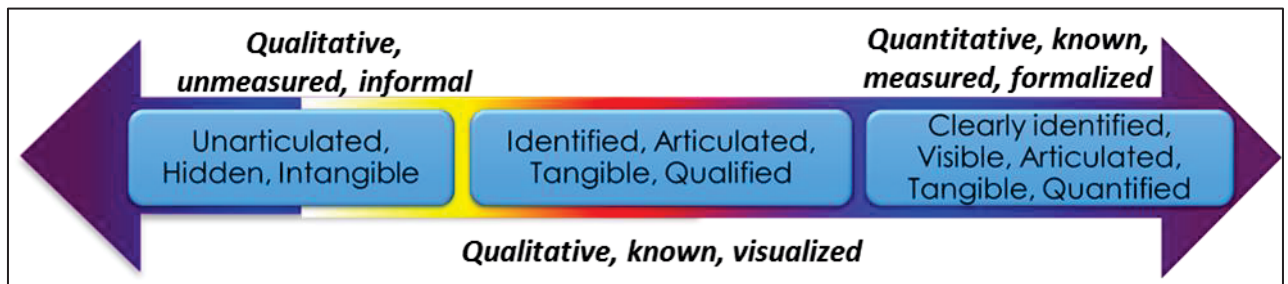 Qualitative,
unmeasured, informal
Quantitative, known,
measured, formalized
Unarticulated,
Hidden, Intangible
Identified, Articulated,
Tangible, Qualified
Clearly identified,
Visible, Articulated,
Tangible, Quantified
Qualitative, known, visualized